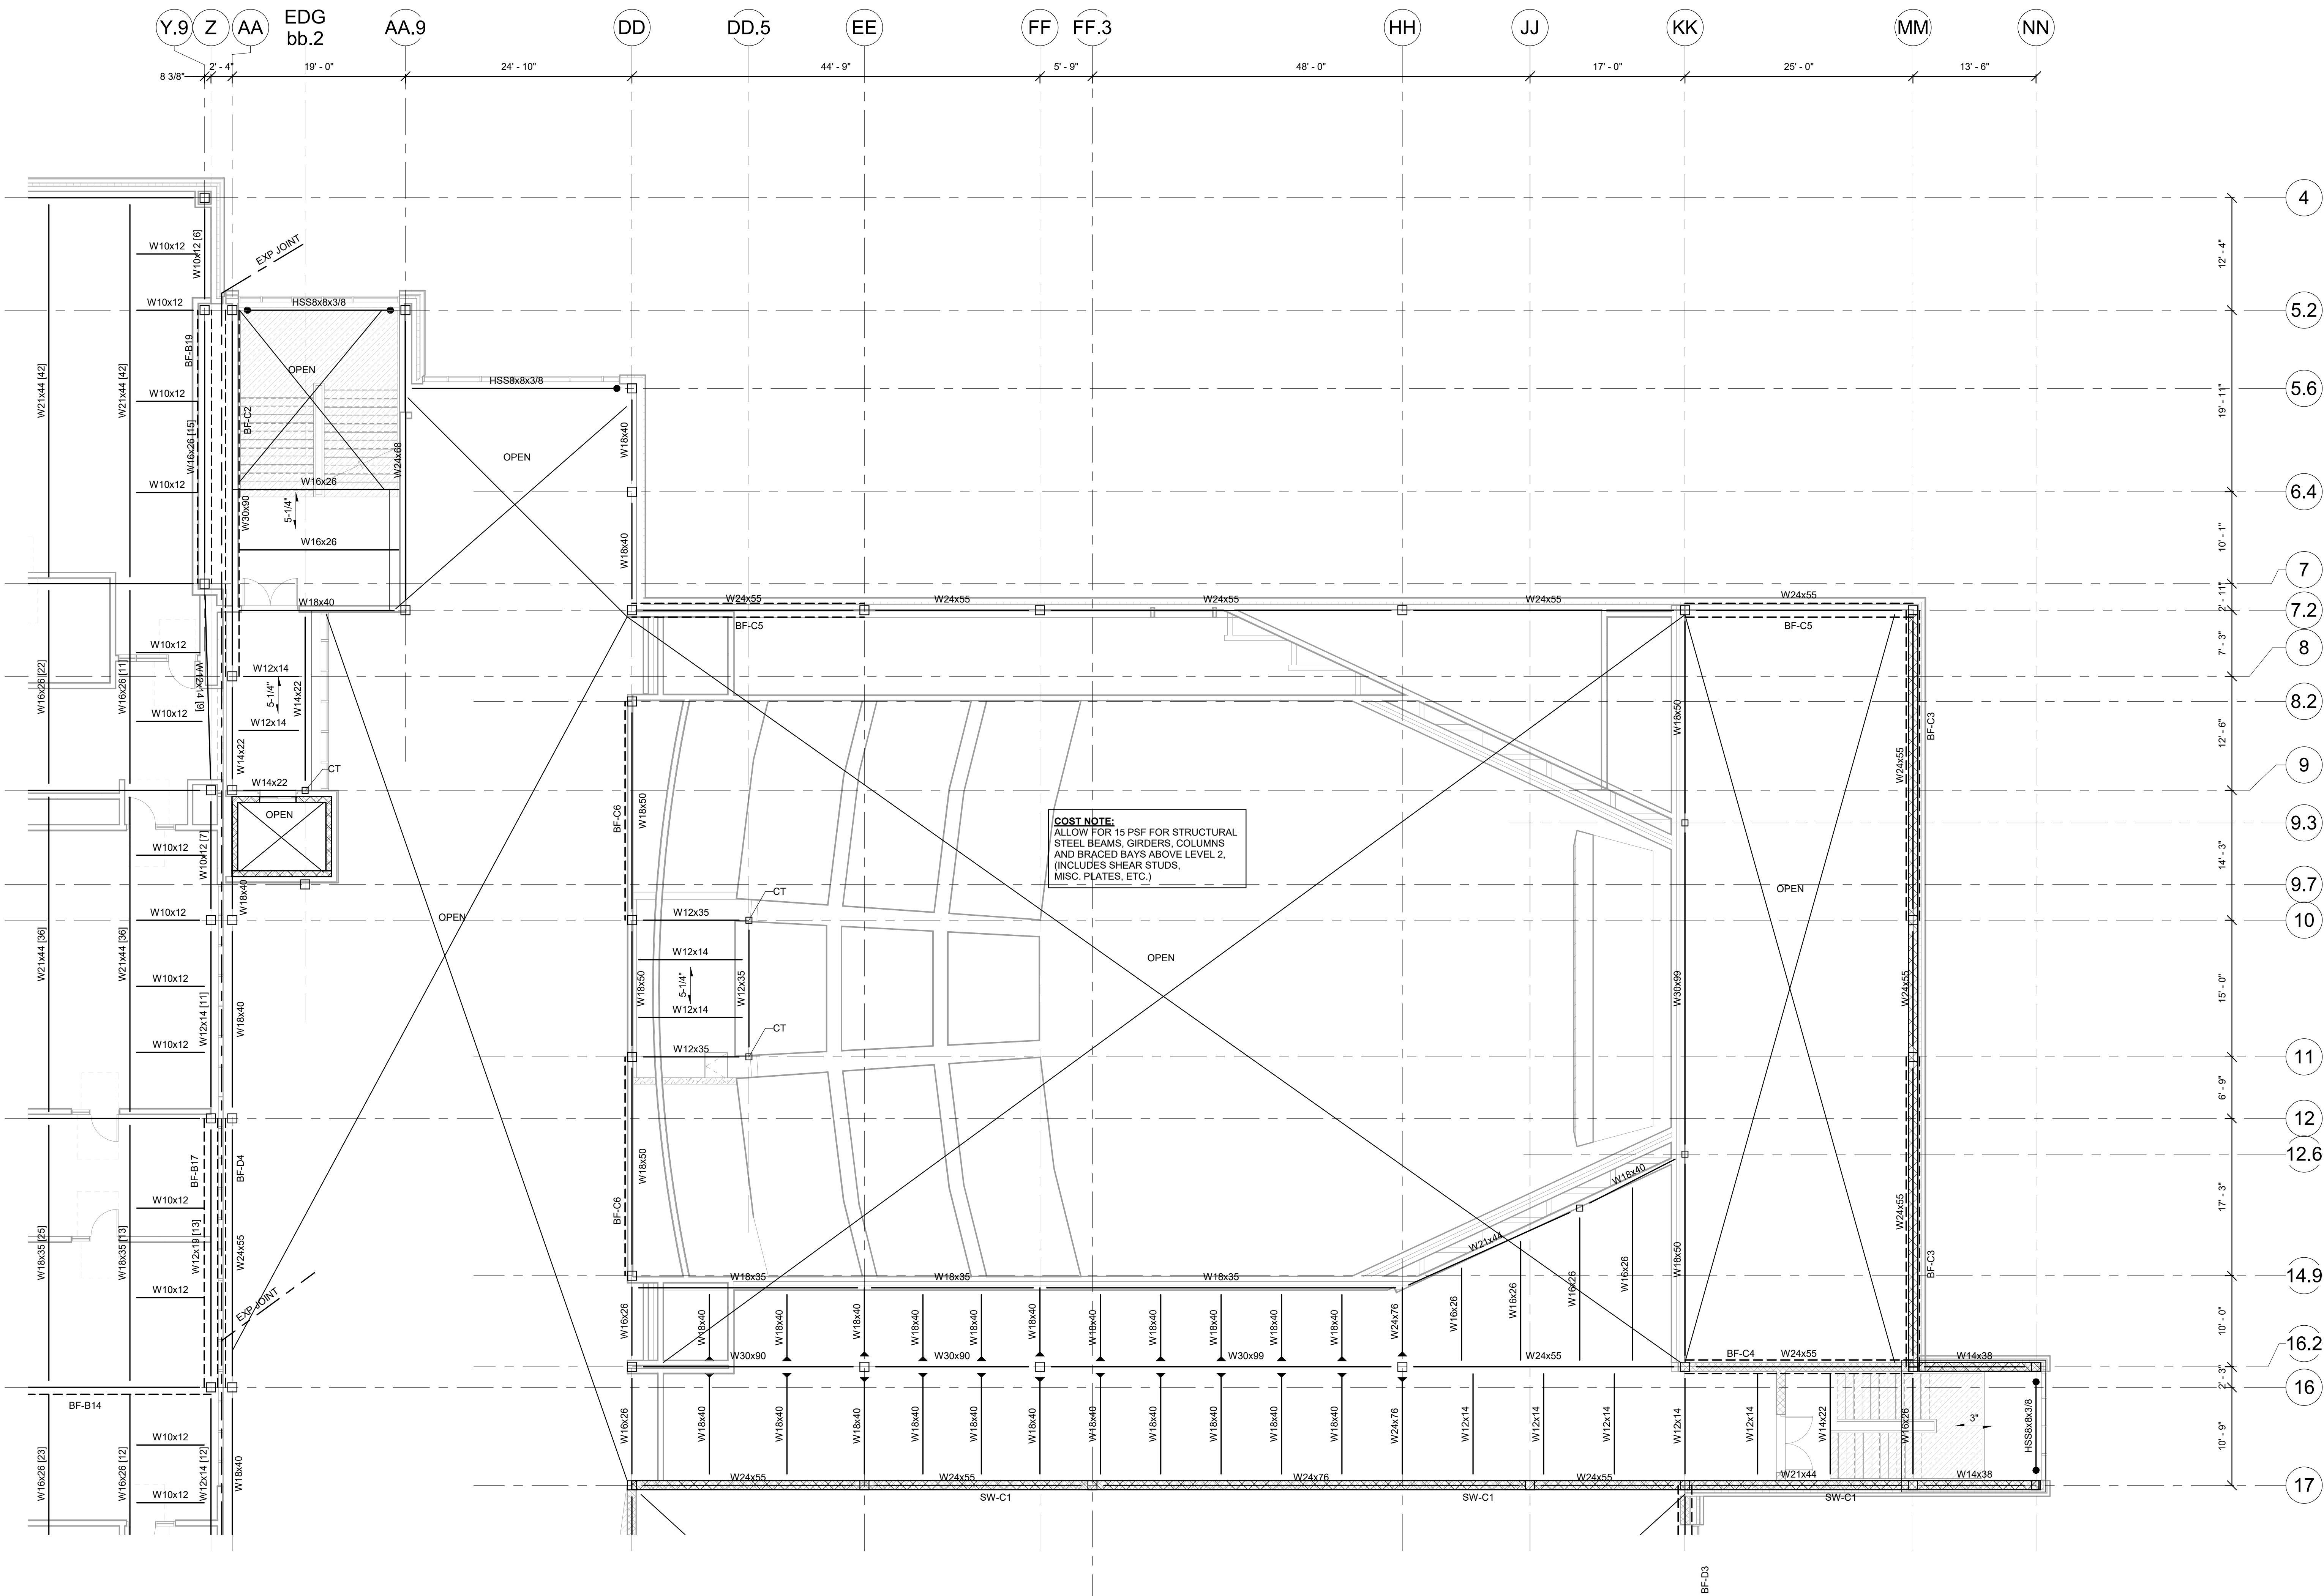 Y.9 Z AA EDG bb.2 AA.9 DD DD.5 EE FF FF.3 HH JJ KK MM NN
8 3/8" 2' - 4" 19' - 0" 24' - 10" 44' - 9" 5' - 9" 48' - 0" 17' - 0" 25' - 0" 13' - 6"
4
12' - 4"
5.2
19' - 11"
5.6
6.4
10' - 1"
7
2' - 11"
7.2
7' - 3"
8
8.2
12' - 6"
9
9.3
14' - 3"
9.7
10
15' - 0"
11
6' - 9"
12
12.6
17' - 3"
14.9
10' - 0"
16.2
2' - 3"
16
10' - 9"
17
W10x12
W10x12 [6]
EXP JOINT
W10x12
HSS8x8x3/8
BF-B19
W21x44 [42]
W21x44 [42]
OPEN
HSS8x8x3/8
W10x12
BF-C2
W16x26 [15]
W24x68
W18x40
OPEN
W10x12
W16x26
W30x90
5-1/4"
W16x26
W18x40
W18x40
W24x55
W24x55
W24x55
W24x55
W24x55
BF-C5
BF-C5
W10x12
W16x26 [22]
W16x26 [11]
W12x14 [9]
W12x14
5-1/4"
W14x22
W10x12
W12x14
W14x22
W14x22
CT
W18x50
BF-C3
W24x55
OPEN
BF-C6
W18x50
COST NOTE:
ALLOW FOR 15 PSF FOR STRUCTURAL
STEEL BEAMS, GIRDERS, COLUMNS
AND BRACED BAYS ABOVE LEVEL 2,
(INCLUDES SHEAR STUDS,
MISC. PLATES, ETC.)
W10x12
W10x12 [7]
W18x40
OPEN
CT
OPEN
W10x12
W12x35
W21x44 [36]
W21x44 [36]
W12x14
OPEN
W10x12
W12x14 [11]
W18x40
W18x50
5-1/4"
W12x35
W30x99
W24x55
W12x14
CT
W10x12
W12x35
BF-B17
BF-D4
W18x50
W18x40
W10x12
BF-C6
W24x55
W18x35 [25]
W18x35 [13]
W12x19 [13]
W24x55
W21x44
W18x50
BF-C3
W10x12
EXP JOINT
W18x35
W18x35
W18x35
W16x26
W16x26
W16x26
W16x26
W16x26
W18x40
W18x40
W18x40
W18x40
W18x40
W18x40
W18x40
W18x40
W18x40
W18x40
W18x40
W24x76
W30x90
W30x90
W30x99
W24x55
BF-C4
W24x55
W14x38
BF-B14
W10x12
W16x26 [23]
W16x26 [12]
W12x14 [12]
W18x40
W16x26
W18x40
W18x40
W18x40
W18x40
W18x40
W18x40
W18x40
W18x40
W18x40
W18x40
W18x40
W24x76
W12x14
W12x14
W12x14
W12x14
W12x14
W14x22
W16x26
3"
HSS8x8x3/8
W10x12
W24x55
W24x55
W24x76
W24x55
W21x44
W14x38
SW-C1
SW-C1
SW-C1
BF-D3